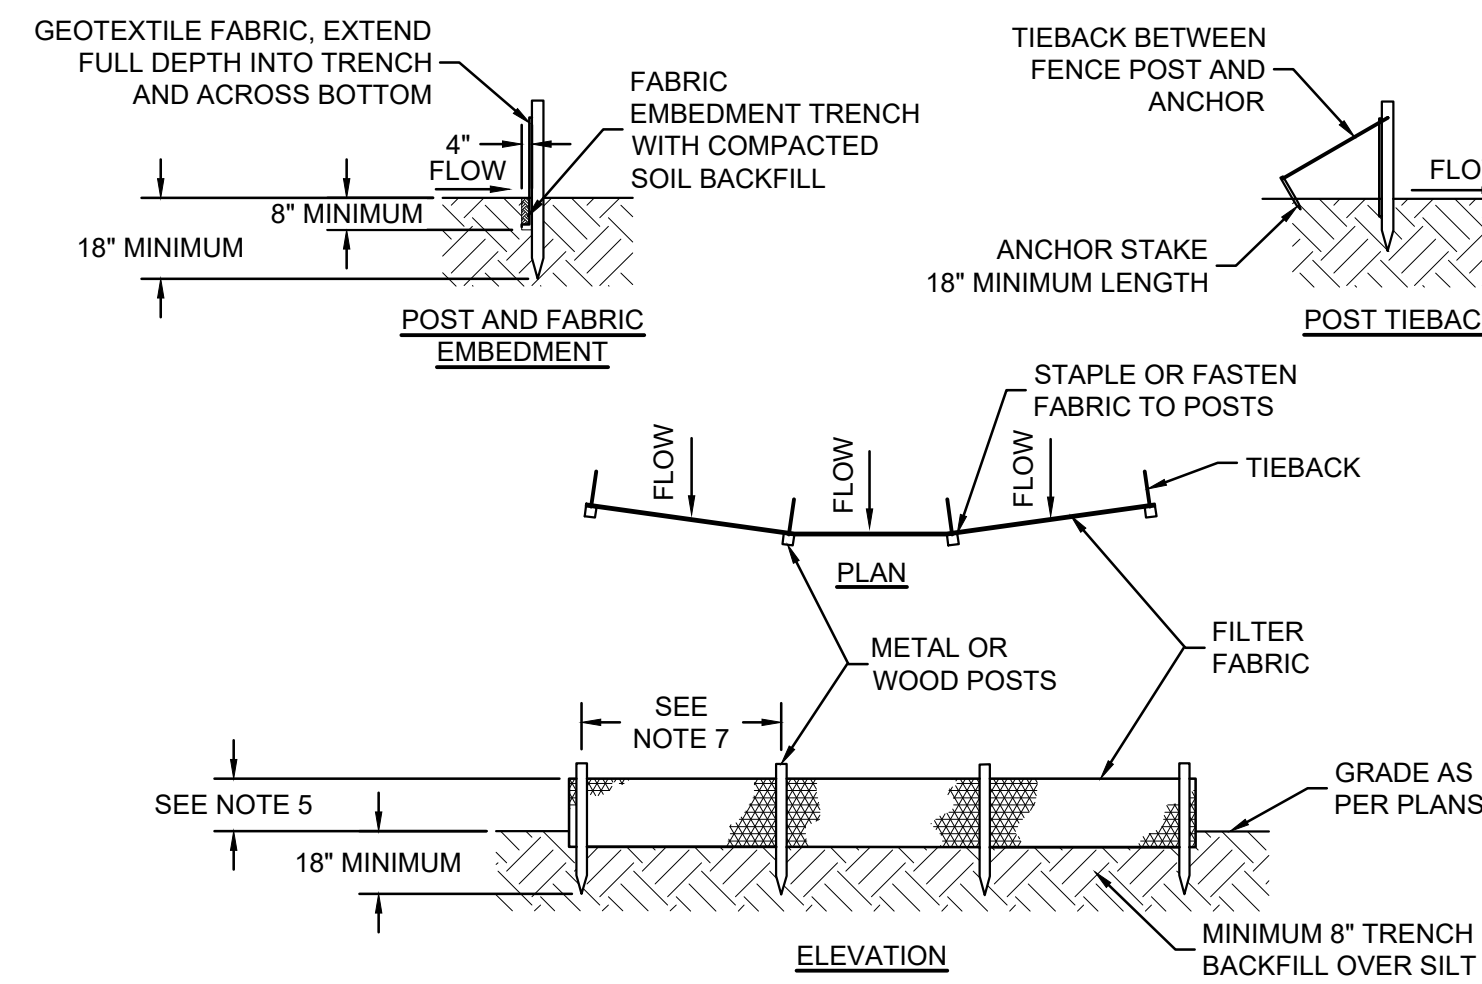 GEOTEXTILE FABRIC, EXTEND
FULL DEPTH INTO TRENCH
AND ACROSS BOTTOM
FABRIC
EMBEDMENT TRENCH
WITH COMPACTED
SOIL BACKFILL
4"
FLOW
8" MINIMUM
18" MINIMUM
POST AND FABRIC
EMBEDMENT
TIEBACK BETWEEN
FENCE POST AND
ANCHOR
FLO
ANCHOR STAKE
18" MINIMUM LENGTH
POST TIEBAC
STAPLE OR FASTEN
FABRIC TO POSTS
FLOW
FLOW
FLOW
TIEBACK
PLAN
METAL OR
WOOD POSTS
FILTER
FABRIC
SEE
NOTE 7
SEE NOTE 5
18" MINIMUM
GRADE AS
PER PLANS
ELEVATION
MINIMUM 8" TRENCH
BACKFILL OVER SILT